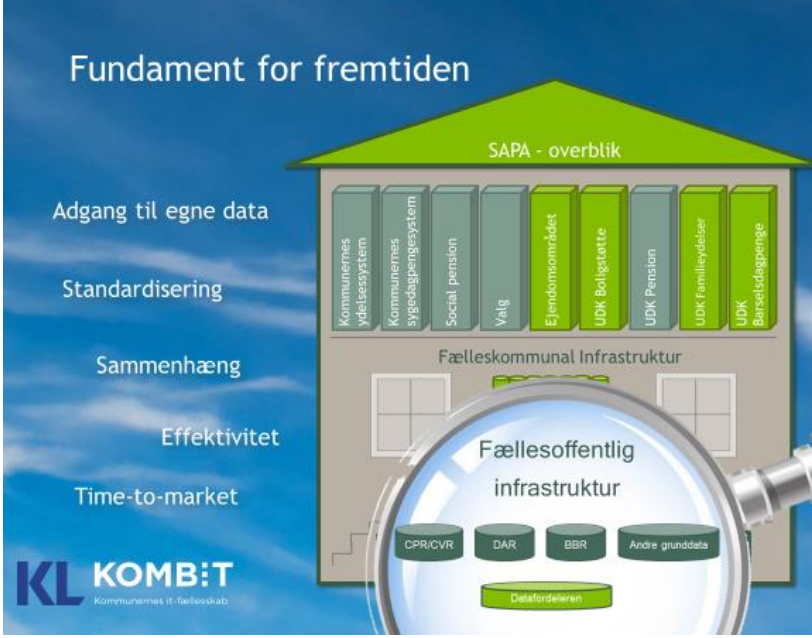 Fundament for fremtiden
SAPA - overblik
Adgang til egne data
Standardisering
Sammenhæng
Effektivitet
Time-to-market
Kommunernes
ydelsessystem
Kommunernes
sygedagpengesystem
Social pension
Valg
Ejendomsområdet
UDK Boligstøtte
UDK Pension
UDK Familieydelser
UDK
Barselsdagpenge
Fælleskommunal Infrastruktur
Fællesoffentlig
infrastruktur
CPR/CVR
DAR
BBR
Andre grunddata
Datafordeleren
KL
KOMBIT
Kommunernes it-fællesskab